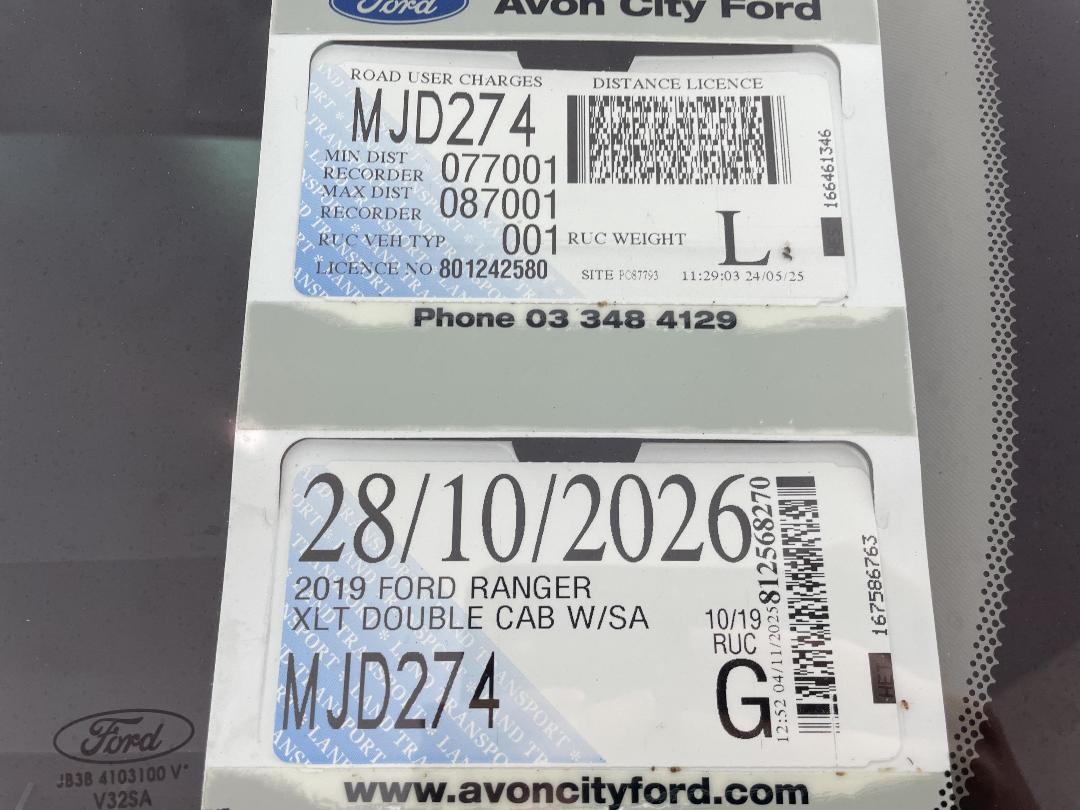 Ford Avon City Ford
ROAD USER CHARGES DISTANCE LICENCE
MJD274
MIN DIST
RECORDER 077001
MAX DIST
RECORDER 087001
RUC VEH TYP 001 RUC WEIGHT L
LICENCE NO 801242580 SITE PC87793 11:29:03 24/05/25
166461346
Phone 03 348 4129
28/10/2026
2019 FORD RANGER
XLT DOUBLE CAB W/SA 10/19
RUC
MJD274 G
12:52 04/11/2025 812568270
167586763
Ford
JB3B 4103100 V*
V32SA
www.avoncityford.com